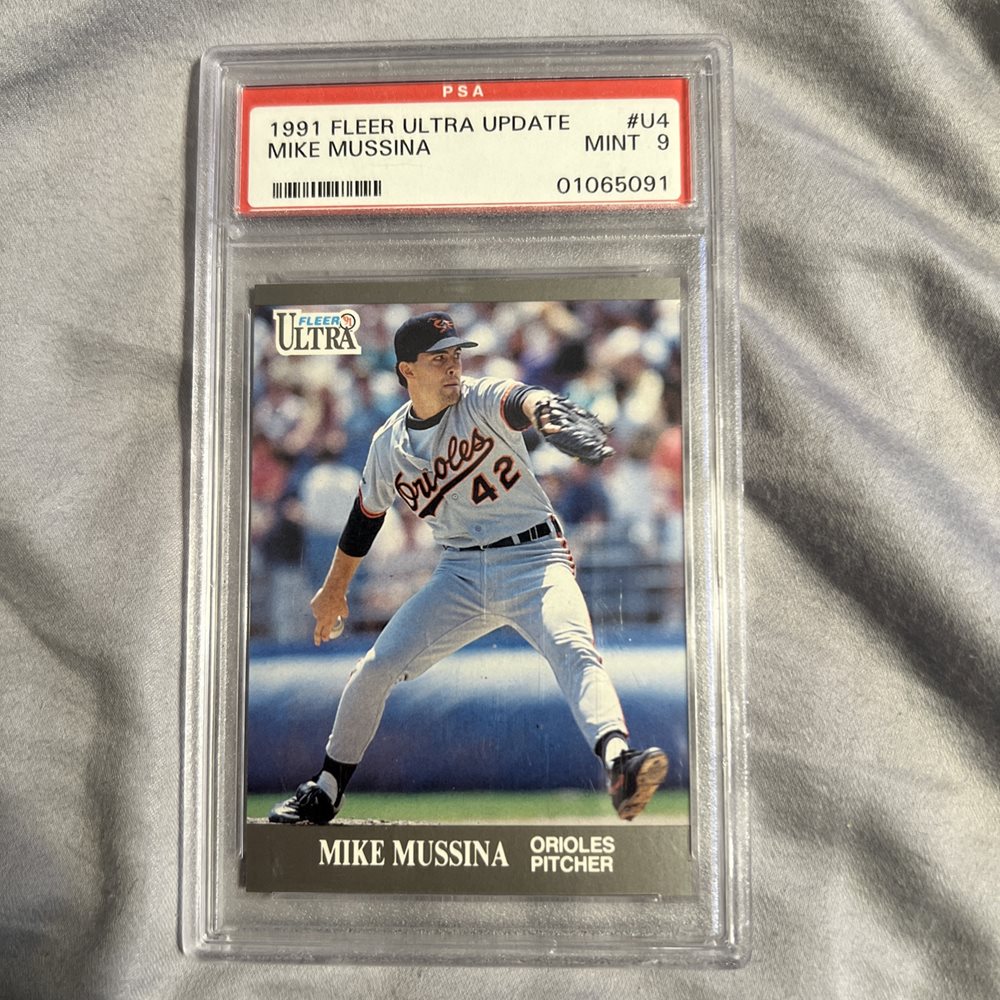 PSA
1991 FLEER ULTRA UPDATE #U4
MIKE MUSSINA MINT 9
01065091
FLEER 91
ULTRA
Orioles
42
MIKE MUSSINA ORIOLES
PITCHER